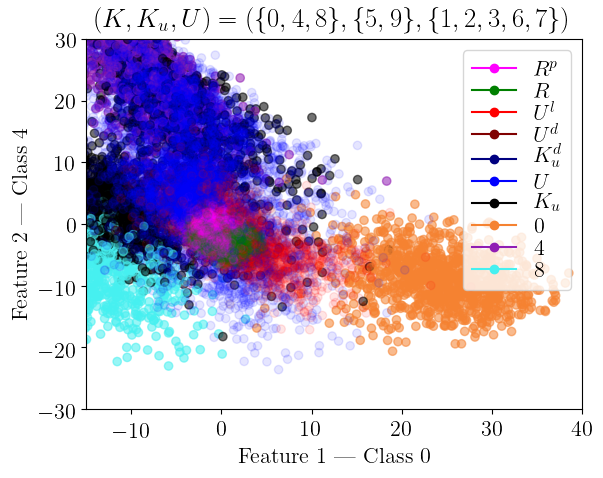 (K, K_u, U) = ({0, 4, 8}, {5, 9}, {1, 2, 3, 6, 7})
30
20
10
0
−10
−20
−30
Feature 2 — Class 4
R^p
R
U^l
U^d
K_u^d
U
K_u
0
4
8
−10 0 10 20 30 40
Feature 1 — Class 0